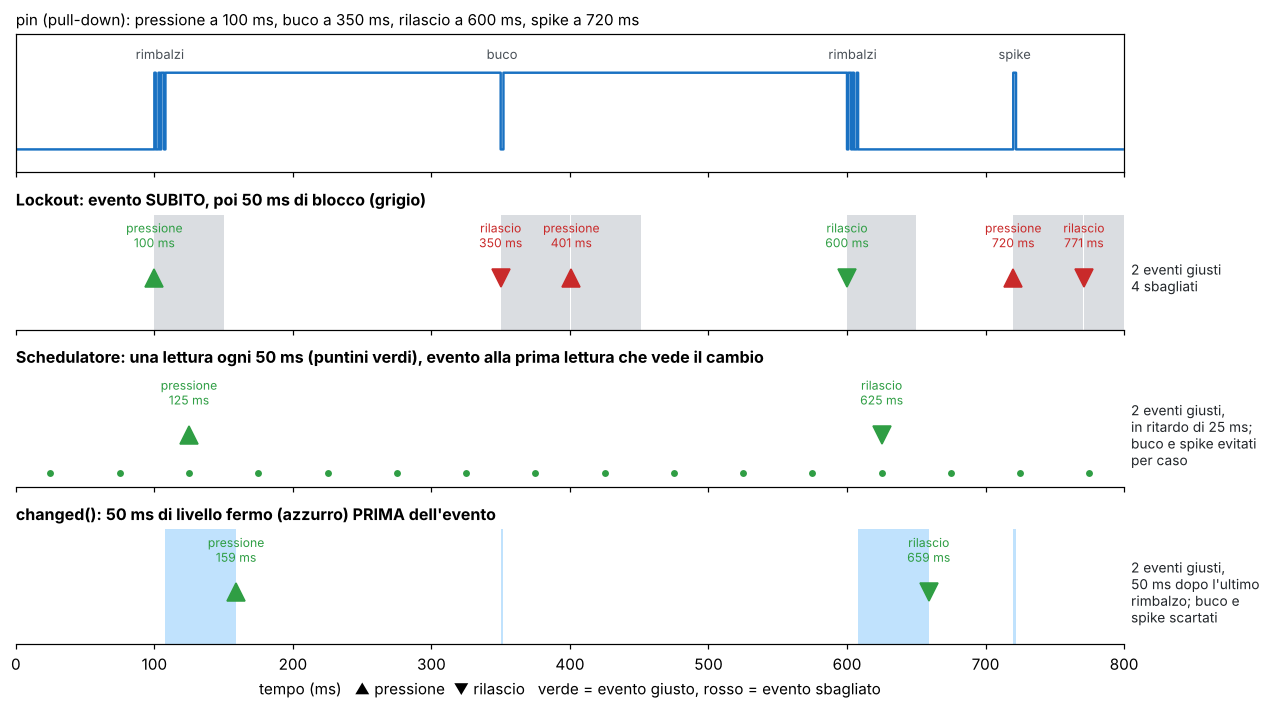 pin (pull-down): pressione a 100 ms, buco a 350 ms, rilascio a 600 ms, spike a 720 ms
rimbalzi
buco
rimbalzi
spike
Lockout: evento SUBITO, poi 50 ms di blocco (grigio)
pressione
100 ms
rilascio
350 ms
pressione
401 ms
rilascio
600 ms
pressione
720 ms
rilascio
771 ms
2 eventi giusti
4 sbagliati
Schedulatore: una lettura ogni 50 ms (puntini verdi), evento alla prima lettura che vede il cambio
pressione
125 ms
rilascio
625 ms
2 eventi giusti,
in ritardo di 25 ms;
buco e spike evitati
per caso
changed(): 50 ms di livello fermo (azzurro) PRIMA dell'evento
pressione
159 ms
rilascio
659 ms
2 eventi giusti,
50 ms dopo l'ultimo
rimbalzo; buco e
spike scartati
0 100 200 300 400 500 600 700 800
tempo (ms) ▲ pressione ▼ rilascio verde = evento giusto, rosso = evento sbagliato